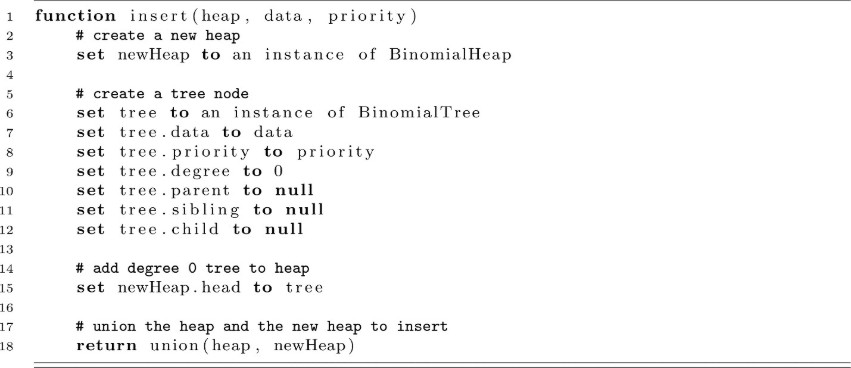 1 function insert(heap, data, priority)
2 # create a new heap
3 set newHeap to an instance of BinomialHeap
4
5 # create a tree node
6 set tree to an instance of BinomialTree
7 set tree.data to data
8 set tree.priority to priority
9 set tree.degree to 0
10 set tree.parent to null
11 set tree.sibling to null
12 set tree.child to null
13
14 # add degree 0 tree to heap
15 set newHeap.head to tree
16
17 # union the heap and the new heap to insert
18 return union(heap, newHeap)